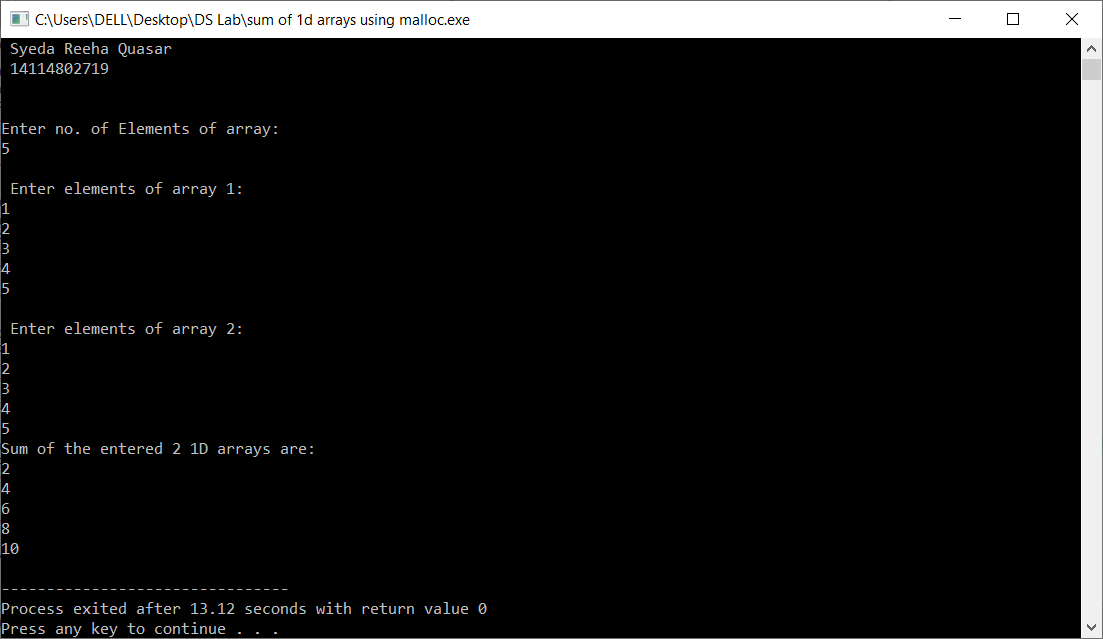 C:\Users\DELL\Desktop\DS Lab\sum of 1d arrays using malloc.exe
Syeda Reeha Quasar
14114802719
Enter no. of Elements of array:
5
Enter elements of array 1:
1
2
3
4
5
Enter elements of array 2:
1
2
3
4
5
Sum of the entered 2 1D arrays are:
2
4
6
8
10
--------------------------------
Process exited after 13.12 seconds with return value 0
Press any key to continue . . .